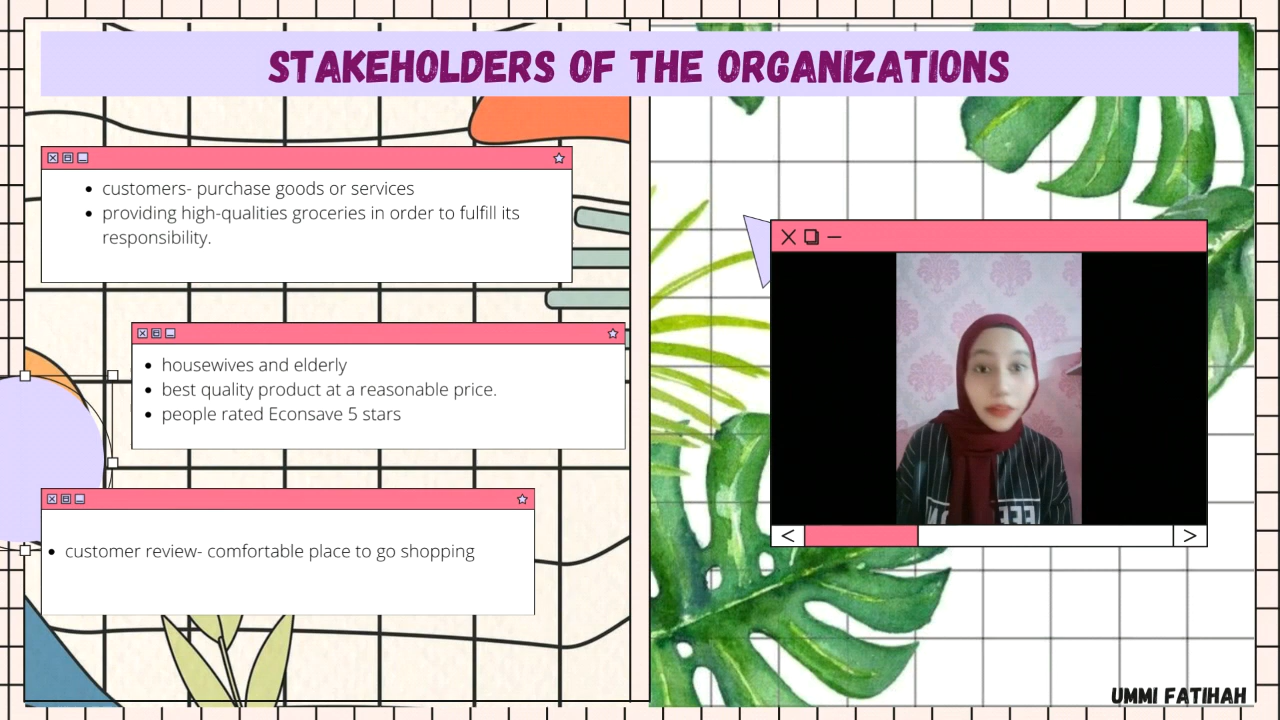 STAKEHOLDERS OF THE ORGANIZATIONS
customers- purchase goods or services
providing high-qualities groceries in order to fulfill its
responsibility.
housewives and elderly
best quality product at a reasonable price.
people rated Econsave 5 stars
customer review- comfortable place to go shopping
UMMI FATIHAH